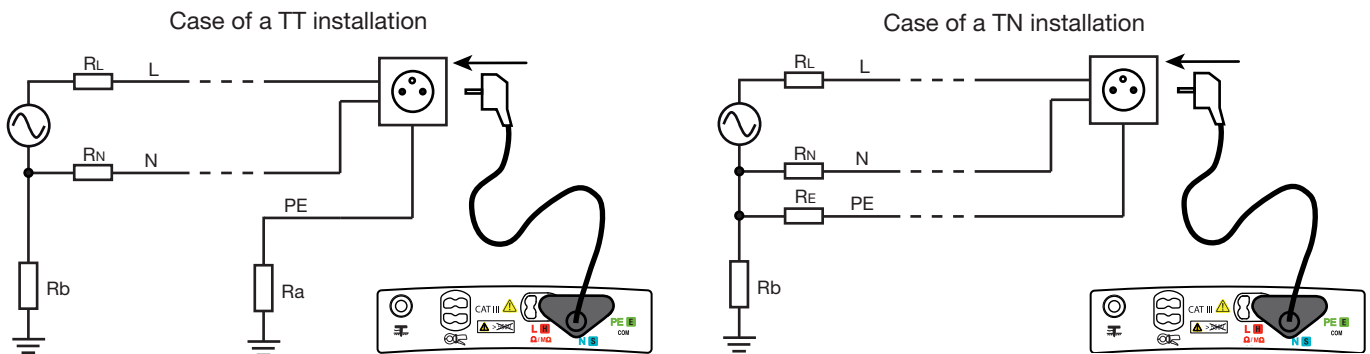 Case of a TT installation
RL L
RN N
PE
Rb
Ra
CAT III
L H
Ω/MΩ
N S
PE E
COM
Case of a TN installation
RL L
RN N
RE PE
Rb
CAT III
L H
Ω/MΩ
N S
PE E
COM